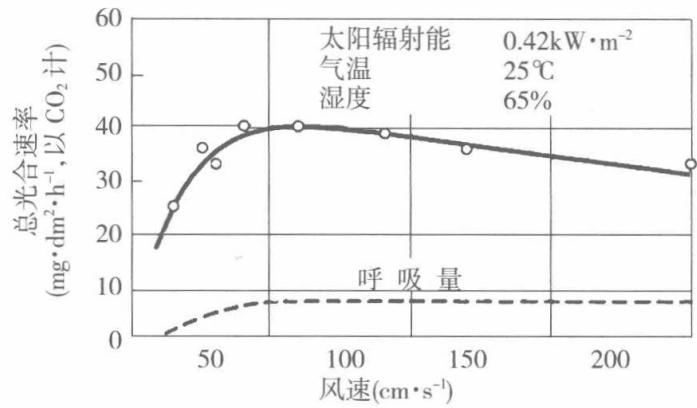 60
50
40
30
20
10
0
总光合速率
(mg·dm²·h⁻¹,以 CO₂ 计)
太阳辐射能 0.42kW·m⁻²
气温 25℃
湿度 65%
呼吸量
50 100 150 200
风速(cm·s⁻¹)